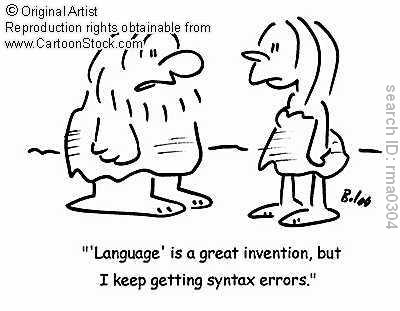 © Original Artist
Reproduction rights obtainable from
www.CartoonStock.com
search ID: rma0304
"'Language' is a great invention, but
I keep getting syntax errors."